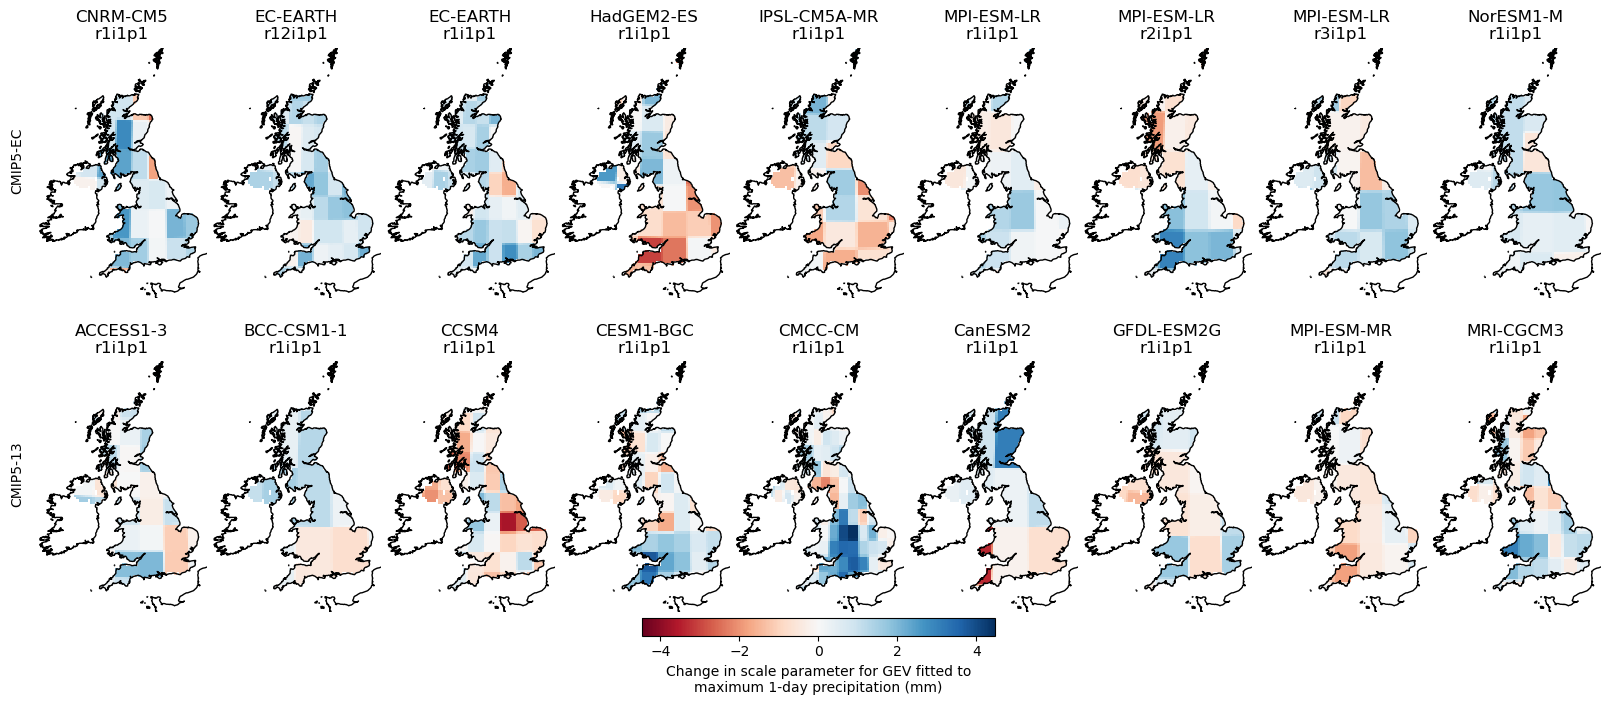 CNRM-CM5 EC-EARTH EC-EARTH HadGEM2-ES IPSL-CM5A-MR MPI-ESM-LR MPI-ESM-LR MPI-ESM-LR NorESM1-M
r1i1p1 r12i1p1 r1i1p1 r1i1p1 r1i1p1 r1i1p1 r2i1p1 r3i1p1 r1i1p1
CMIP5-EC
ACCESS1-3 BCC-CSM1-1 CCSM4 CESM1-BGC CMCC-CM CanESM2 GFDL-ESM2G MPI-ESM-MR MRI-CGCM3
r1i1p1 r1i1p1 r1i1p1 r1i1p1 r1i1p1 r1i1p1 r1i1p1 r1i1p1 r1i1p1
CMIP5-13
−4 −2 0 2 4
Change in scale parameter for GEV fitted to
maximum 1-day precipitation (mm)